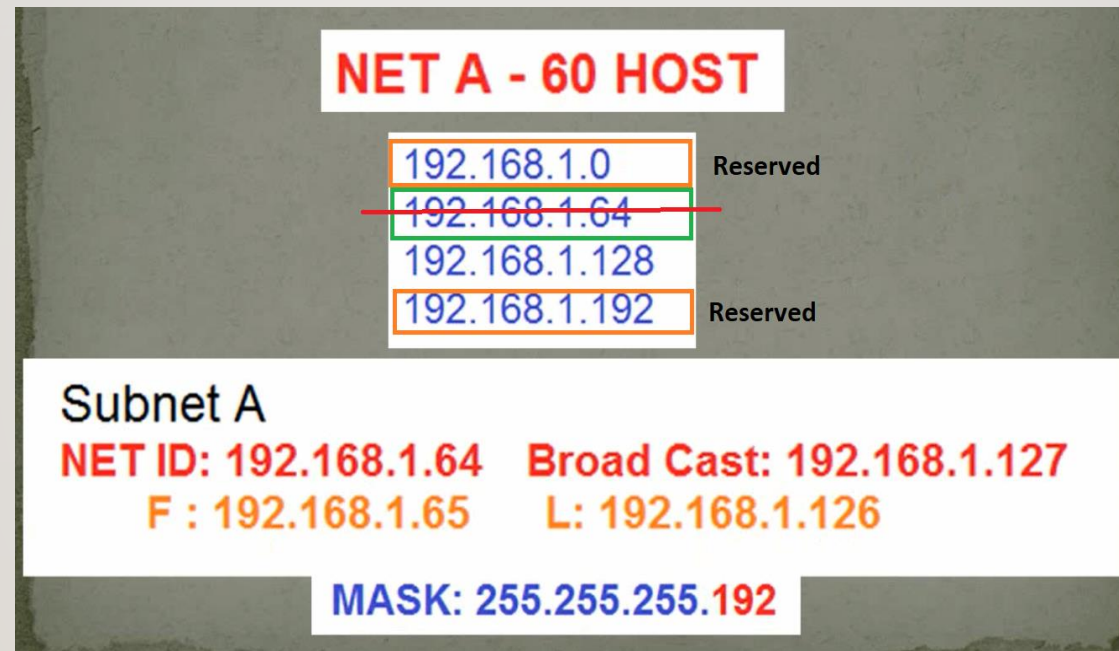 NET A - 60 HOST
192.168.1.0 Reserved
192.168.1.64
192.168.1.128
192.168.1.192 Reserved
Subnet A
NET ID: 192.168.1.64 Broad Cast: 192.168.1.127
F : 192.168.1.65 L: 192.168.1.126
MASK: 255.255.255.192